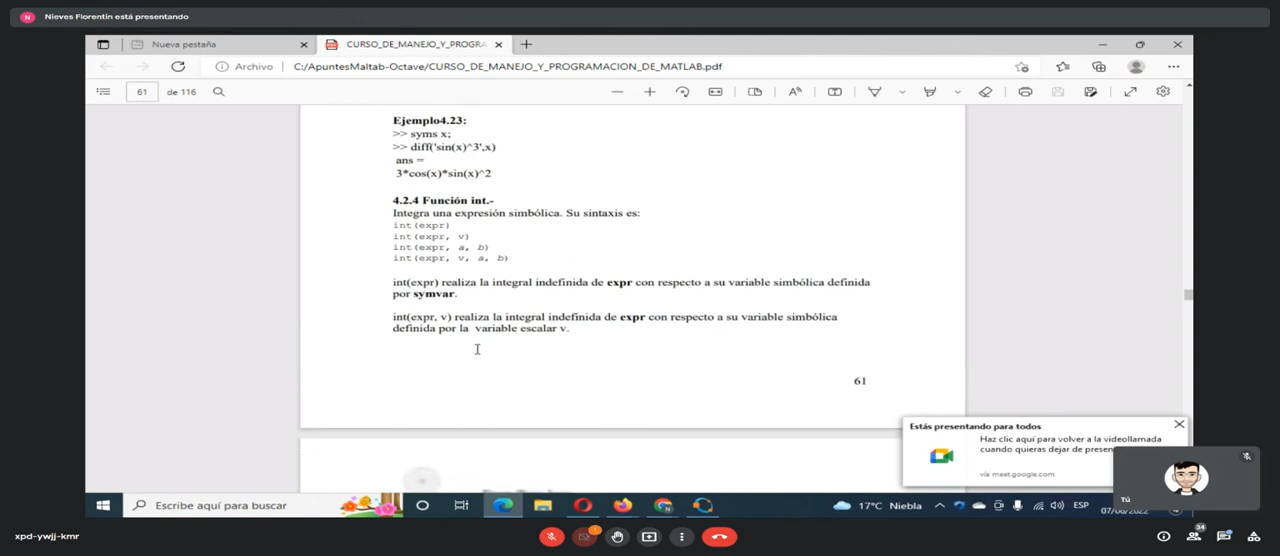 N Nieves Florentín está presentando
Nueva pestaña
CURSO_DE_MANEJO_Y_PROGRA
Archivo
C:/ApuntesMaltab-Octave/CURSO_DE_MANEJO_Y_PROGRAMACION_DE_MATLAB.pdf
61 de 116
Ejemplo4.23:
>> syms x;
>> diff('sin(x)^3',x)
ans =
3*cos(x)*sin(x)^2
4.2.4 Función int.-
Integra una expresión simbólica. Su sintaxis es:
int(expr)
int(expr, v)
int(expr, a, b)
int(expr, v, a, b)
int(expr) realiza la integral indefinida de expr con respecto a su variable simbólica definida
por symvar.
int(expr, v) realiza la integral indefinida de expr con respecto a su variable simbólica
definida por la variable escalar v.
61
Estás presentando para todos
Haz clic aquí para volver a la videollamada
cuando quieras dejar de presen
vía meet.google.com
Tú
Escribe aquí para buscar
17°C Niebla
ESP
07/06/2022
xpd-ywjj-kmr
34